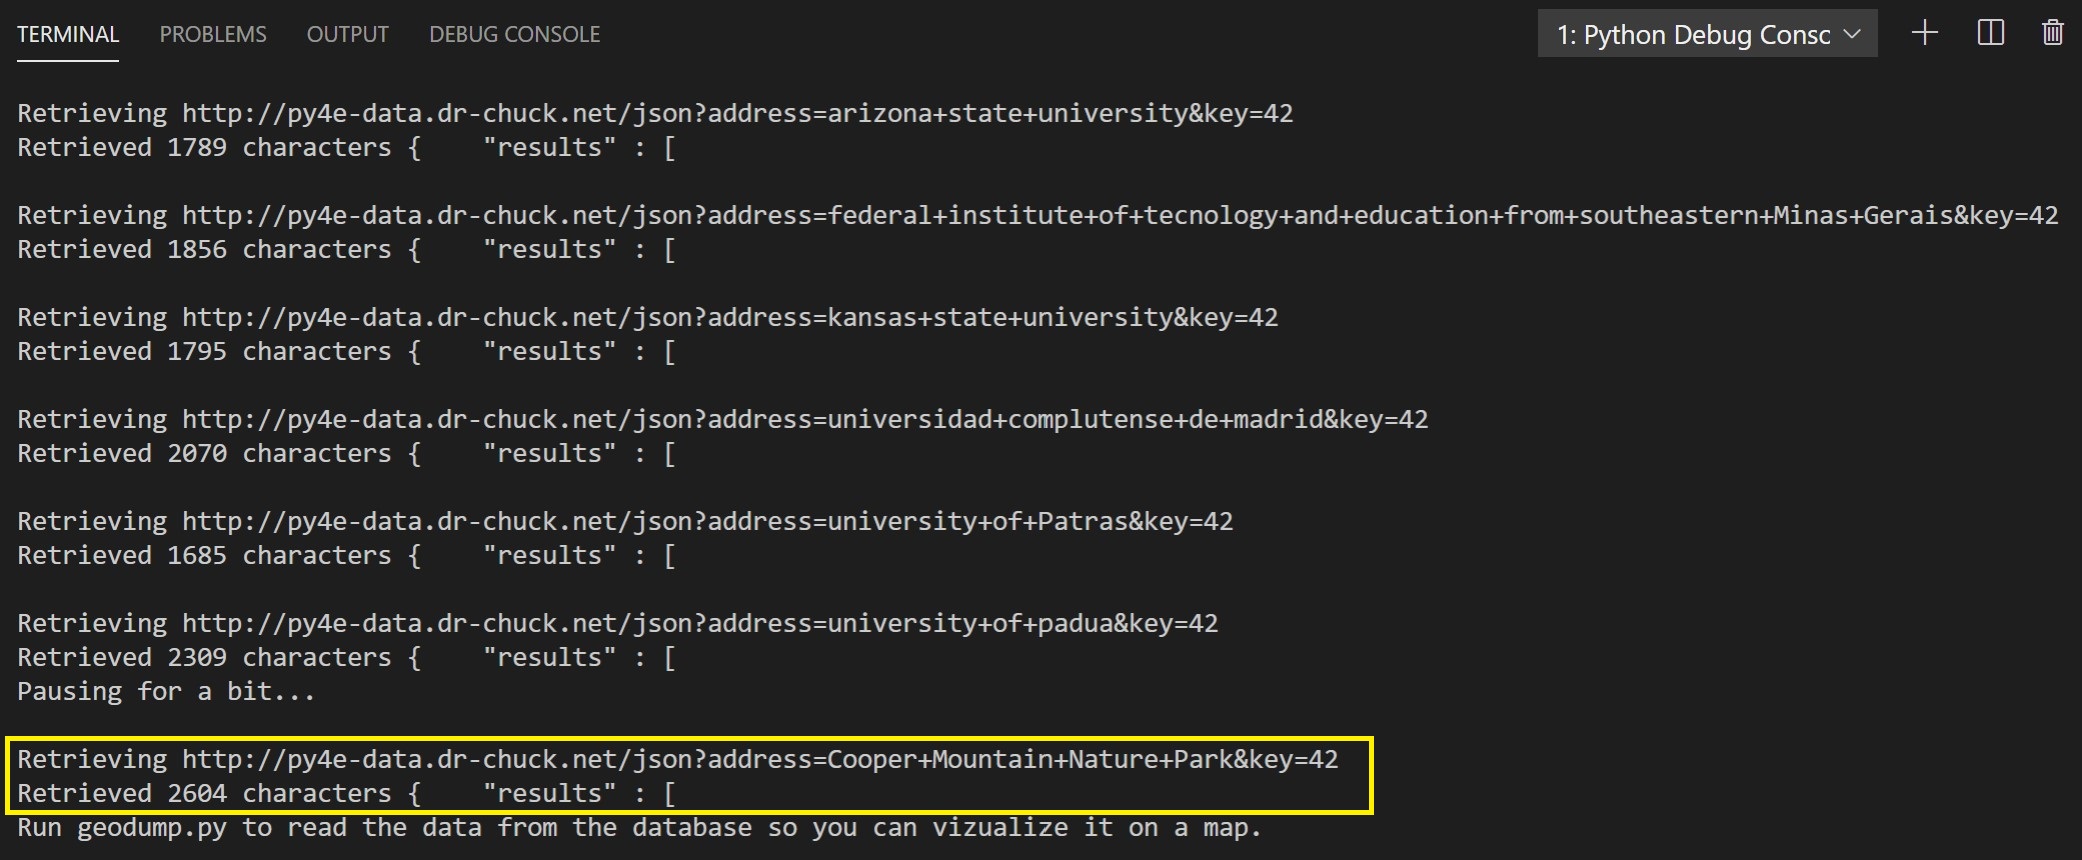 TERMINAL PROBLEMS OUTPUT DEBUG CONSOLE 1: Python Debug Consc
Retrieving http://py4e-data.dr-chuck.net/json?address=arizona+state+university&key=42
Retrieved 1789 characters {    "results" : [
Retrieving http://py4e-data.dr-chuck.net/json?address=federal+institute+of+tecnology+and+education+from+southeastern+Minas+Gerais&key=42
Retrieved 1856 characters {    "results" : [
Retrieving http://py4e-data.dr-chuck.net/json?address=kansas+state+university&key=42
Retrieved 1795 characters {    "results" : [
Retrieving http://py4e-data.dr-chuck.net/json?address=universidad+complutense+de+madrid&key=42
Retrieved 2070 characters {    "results" : [
Retrieving http://py4e-data.dr-chuck.net/json?address=university+of+Patras&key=42
Retrieved 1685 characters {    "results" : [
Retrieving http://py4e-data.dr-chuck.net/json?address=university+of+padua&key=42
Retrieved 2309 characters {    "results" : [
Pausing for a bit...
Retrieving http://py4e-data.dr-chuck.net/json?address=Cooper+Mountain+Nature+Park&key=42
Retrieved 2604 characters {    "results" : [
Run geodump.py to read the data from the database so you can vizualize it on a map.